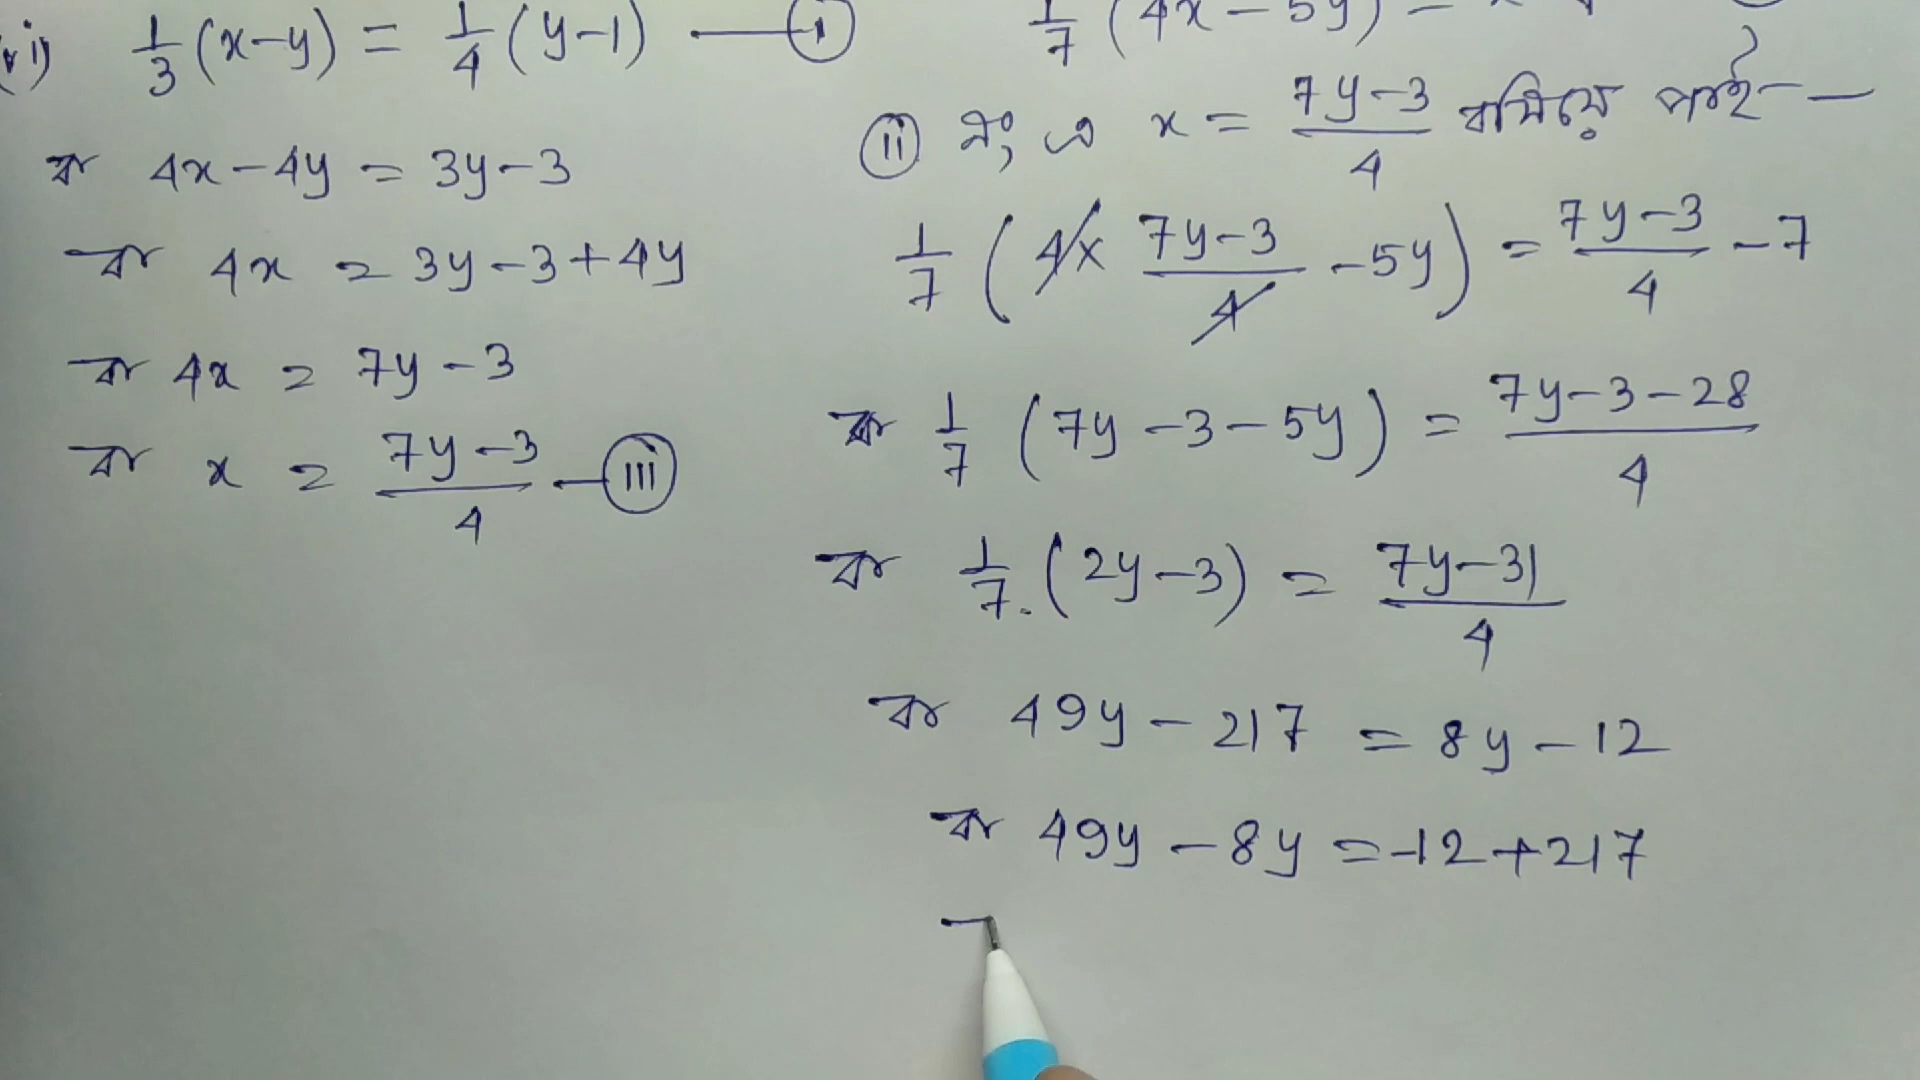 vi) 1/3 (x-y) = 1/4 (y-1) — (i)
বা 4x-4y = 3y-3
বা 4x = 3y-3+4y
বা 4x = 7y-3
বা x = (7y-3)/4 — (iii)
1/7 (4x-5y) =
(ii) নং এ x = (7y-3)/4 বসিয়ে পাই —
1/7 (4 × (7y-3)/4 - 5y) = (7y-3)/4 - 7
বা 1/7 (7y-3-5y) = (7y-3-28)/4
বা 1/7. (2y-3) = (7y-31)/4
বা 49y - 217 = 8y - 12
বা 49y - 8y = -12+217